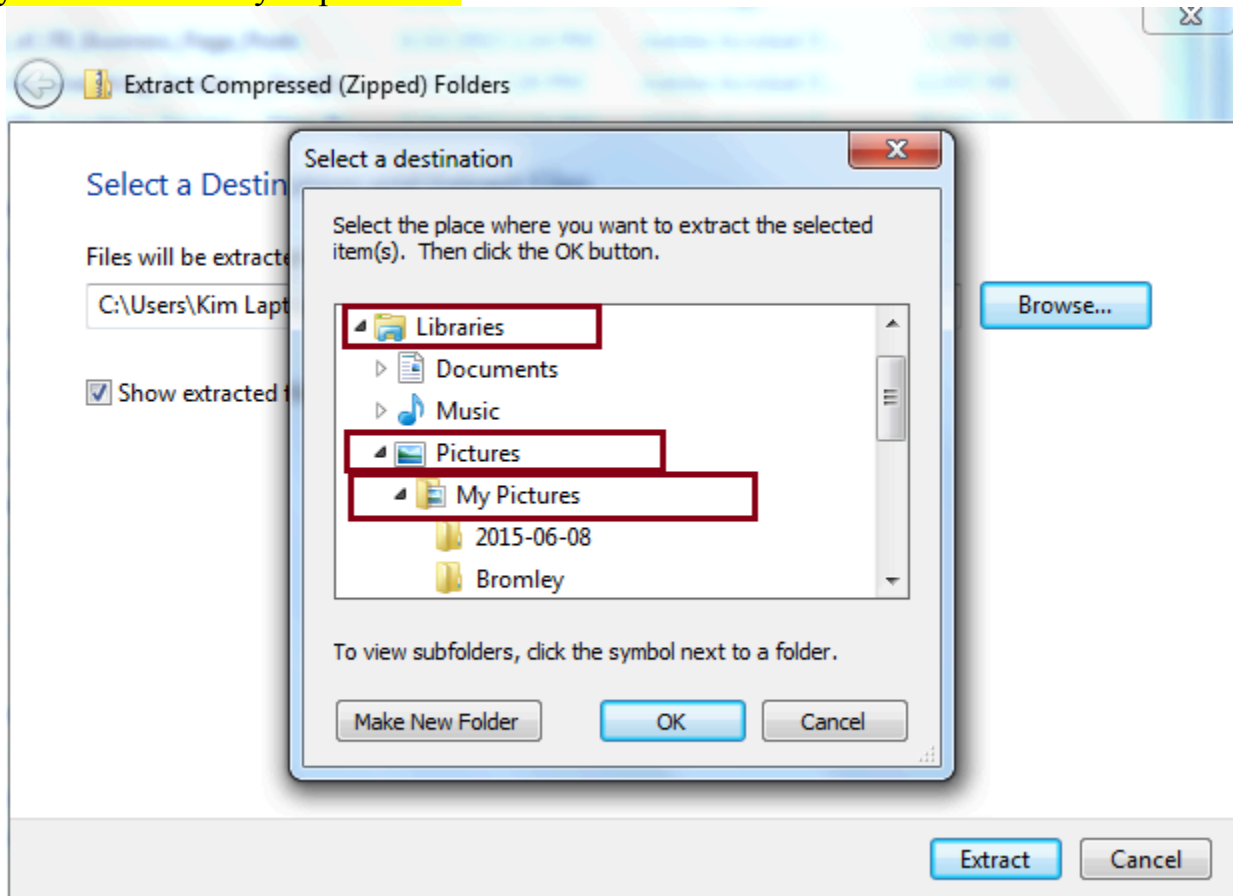 Extract Compressed (Zipped) Folders
Select a destination
Select a Destin
Select the place where you want to extract the selected
item(s). Then click the OK button.
Files will be extracte
C:\Users\Kim Lapt
Browse...
Libraries
Documents
Show extracted
Music
Pictures
My Pictures
2015-06-08
Bromley
To view subfolders, click the symbol next to a folder.
Make New Folder
OK
Cancel
Extract
Cancel